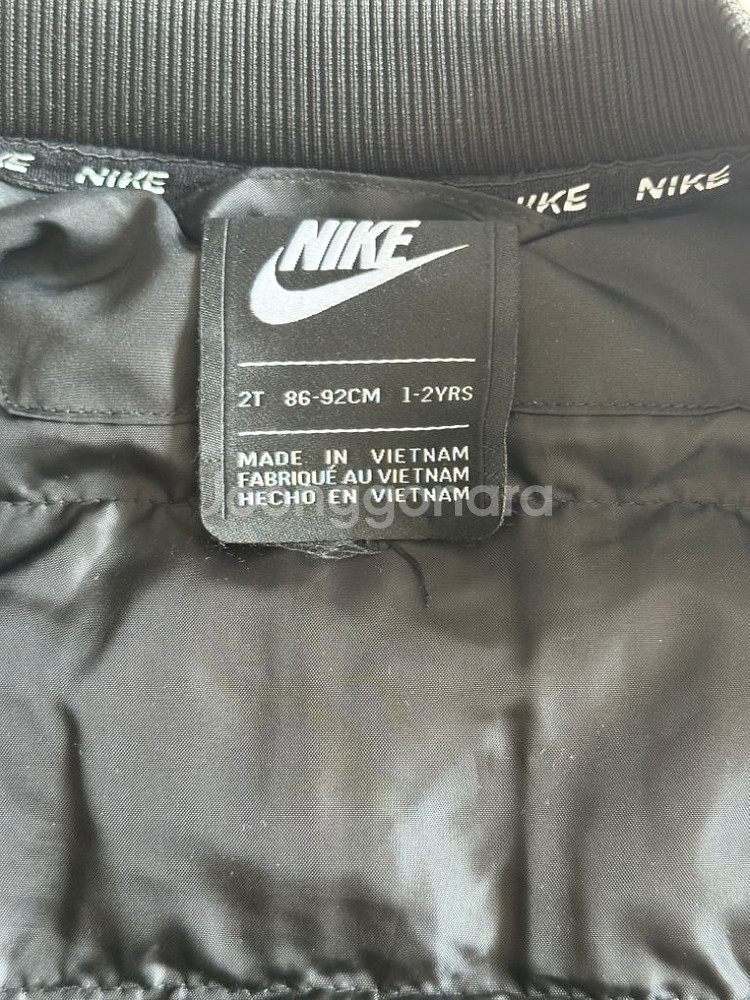 NIKE
NIKE
NIKE
NIKE
2T 86-92CM 1-2YRS
MADE IN VIETNAM
FABRIQUÉ AU VIETNAM
HECHO EN VIETNAM